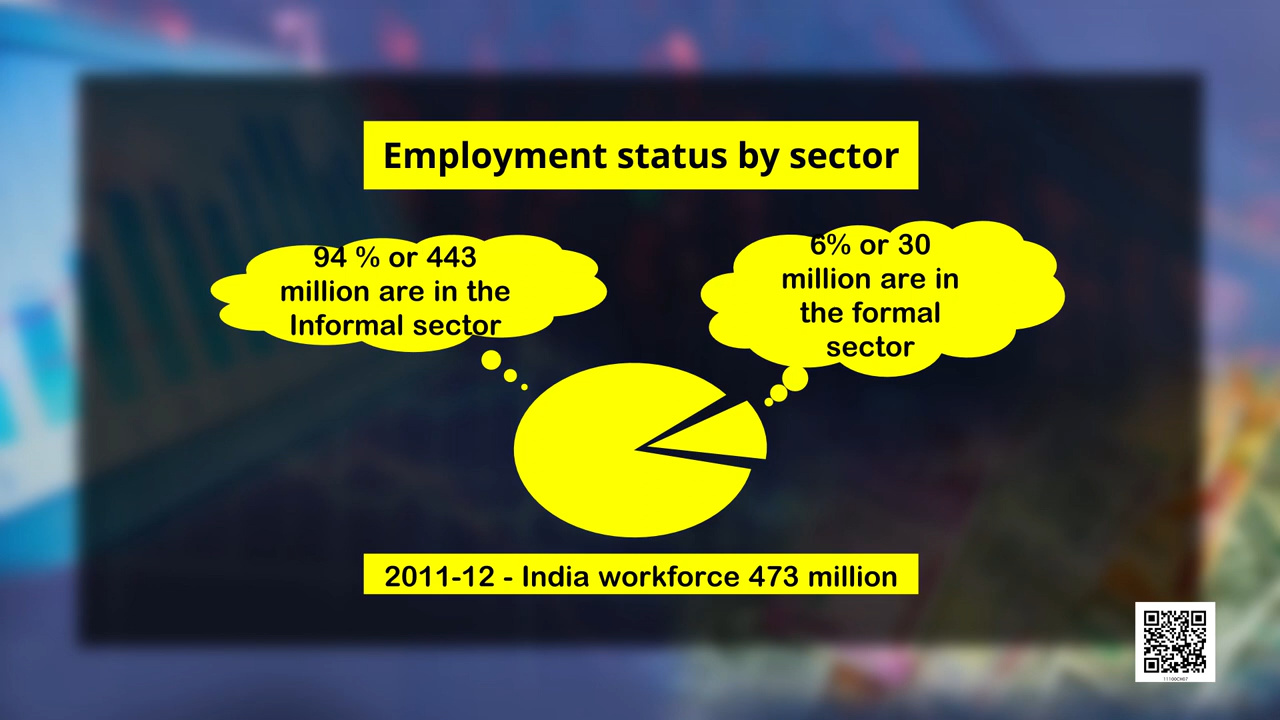 Employment status by sector
94 % or 443
million are in the
Informal sector
6% or 30
million are in
the formal
sector
2011-12 - India workforce 473 million